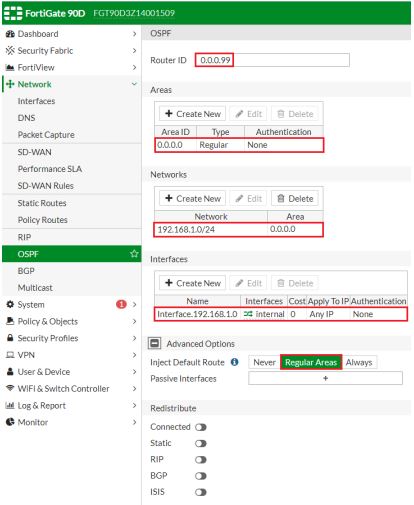 FortiGate 90D FGT90D3Z14001509
Dashboard
Security Fabric
FortiView
Network
Interfaces
DNS
Packet Capture
SD-WAN
Performance SLA
SD-WAN Rules
Static Routes
Policy Routes
RIP
OSPF
BGP
Multicast
System 1
Policy & Objects
Security Profiles
VPN
User & Device
WiFi & Switch Controller
Log & Report
Monitor
OSPF
Router ID 0.0.0.99
Areas
+ Create New Edit Delete
Area ID Type Authentication
0.0.0.0 Regular None
Networks
+ Create New Edit Delete
Network Area
192.168.1.0/24 0.0.0.0
Interfaces
+ Create New Edit Delete
Name Interfaces Cost Apply To IP Authentication
Interface.192.168.1.0 internal 0 Any IP None
Advanced Options
Inject Default Route Never Regular Areas Always
Passive Interfaces +
Redistribute
Connected
Static
RIP
BGP
ISIS